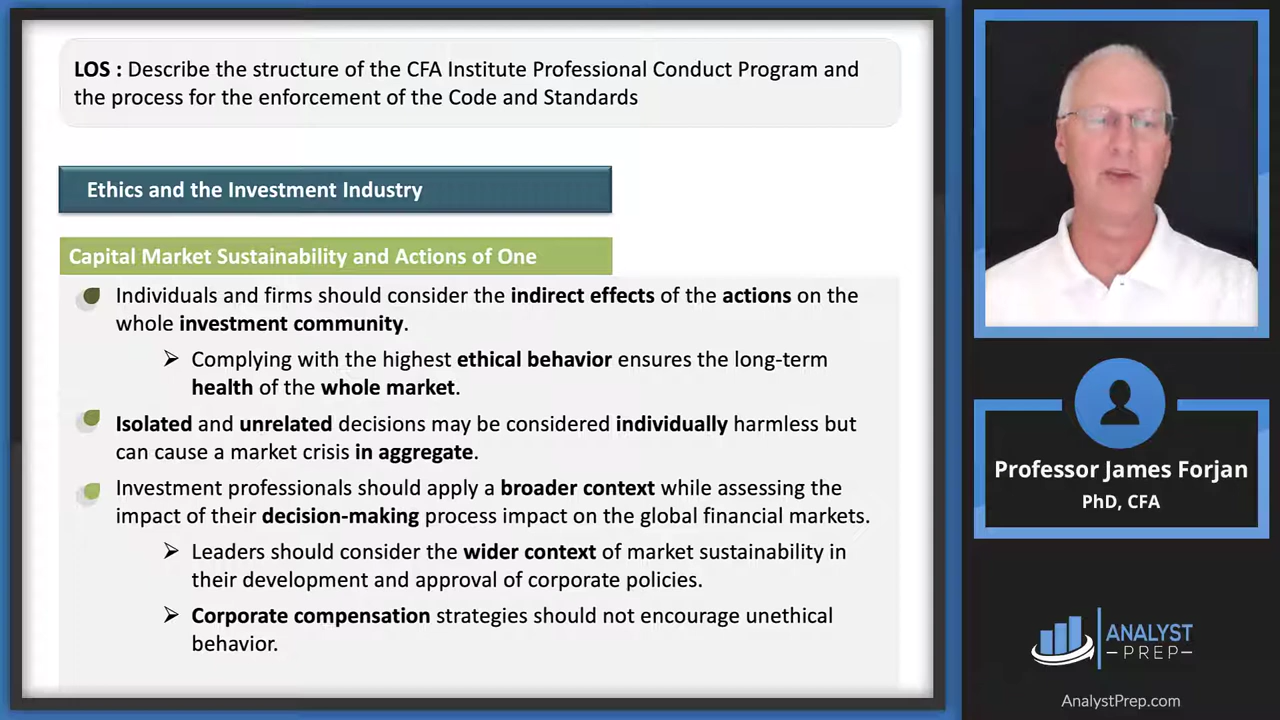 LOS : Describe the structure of the CFA Institute Professional Conduct Program and
the process for the enforcement of the Code and Standards
Ethics and the Investment Industry
Capital Market Sustainability and Actions of One
Individuals and firms should consider the indirect effects of the actions on the
whole investment community.
Complying with the highest ethical behavior ensures the long-term
health of the whole market.
Isolated and unrelated decisions may be considered individually harmless but
can cause a market crisis in aggregate.
Investment professionals should apply a broader context while assessing the
impact of their decision-making process impact on the global financial markets.
Leaders should consider the wider context of market sustainability in
their development and approval of corporate policies.
Corporate compensation strategies should not encourage unethical
behavior.
Professor James Forjan
PhD, CFA
ANALYST
PREP
AnalystPrep.com